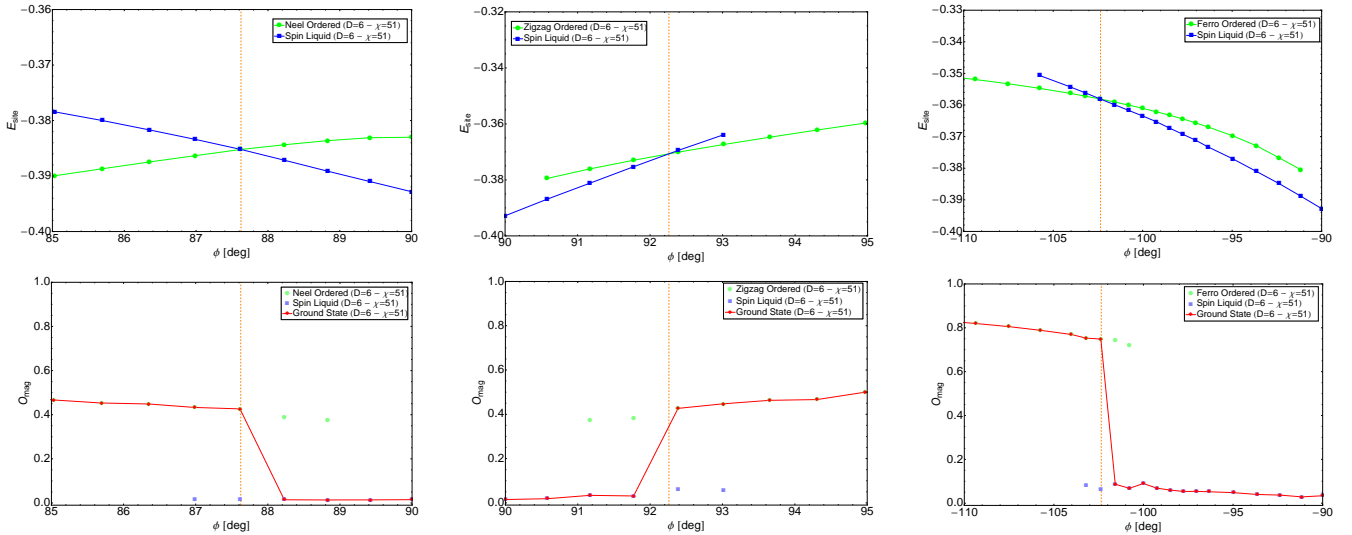 −0.36
−0.37
−0.38
−0.39
−0.40
E_site
85 86 87 88 89 90
ϕ [deg]
Neel Ordered (D=6 − χ=51)
Spin Liquid (D=6 − χ=51)
−0.32
−0.34
−0.36
−0.38
−0.40
E_site
90 91 92 93 94 95
ϕ [deg]
Zigzag Ordered (D=6 − χ=51)
Spin Liquid (D=6 − χ=51)
−0.33
−0.34
−0.35
−0.36
−0.37
−0.38
−0.39
−0.40
E_site
−110 −105 −100 −95 −90
ϕ [deg]
Ferro Ordered (D=6 − χ=51)
Spin Liquid (D=6 − χ=51)
1.0
0.8
0.6
0.4
0.2
0.0
O_mag
85 86 87 88 89 90
ϕ [deg]
Neel Ordered (D=6 − χ=51)
Spin Liquid (D=6 − χ=51)
Ground State (D=6 − χ=51)
1.0
0.8
0.6
0.4
0.2
0.0
O_mag
90 91 92 93 94 95
ϕ [deg]
Zigzag Ordered (D=6 − χ=51)
Spin Liquid (D=6 − χ=51)
Ground State (D=6 − χ=51)
1.0
0.8
0.6
0.4
0.2
0.0
O_mag
−110 −105 −100 −95 −90
ϕ [deg]
Ferro Ordered (D=6 − χ=51)
Spin Liquid (D=6 − χ=51)
Ground State (D=6 − χ=51)